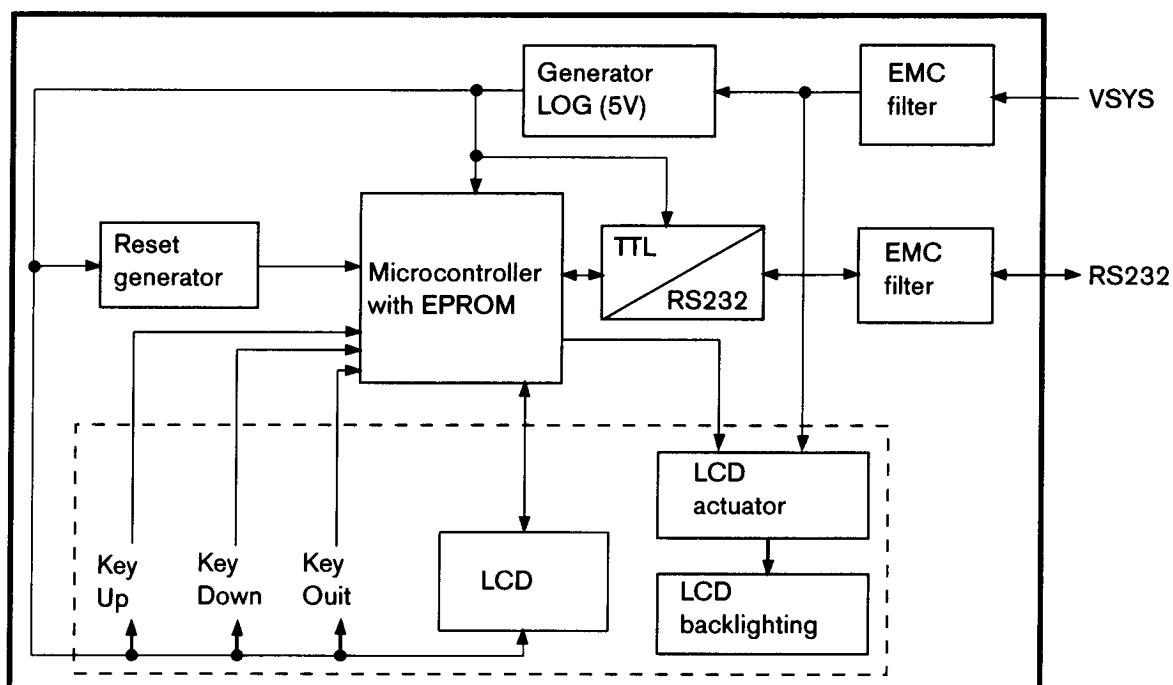 Generator
LOG (5V)
EMC
filter
VSYS
Reset
generator
Microcontroller
with EPROM
TTL
RS232
EMC
filter
RS232
LCD
actuator
Key
Up
Key
Down
Key
Ouit
LCD
LCD
backlighting